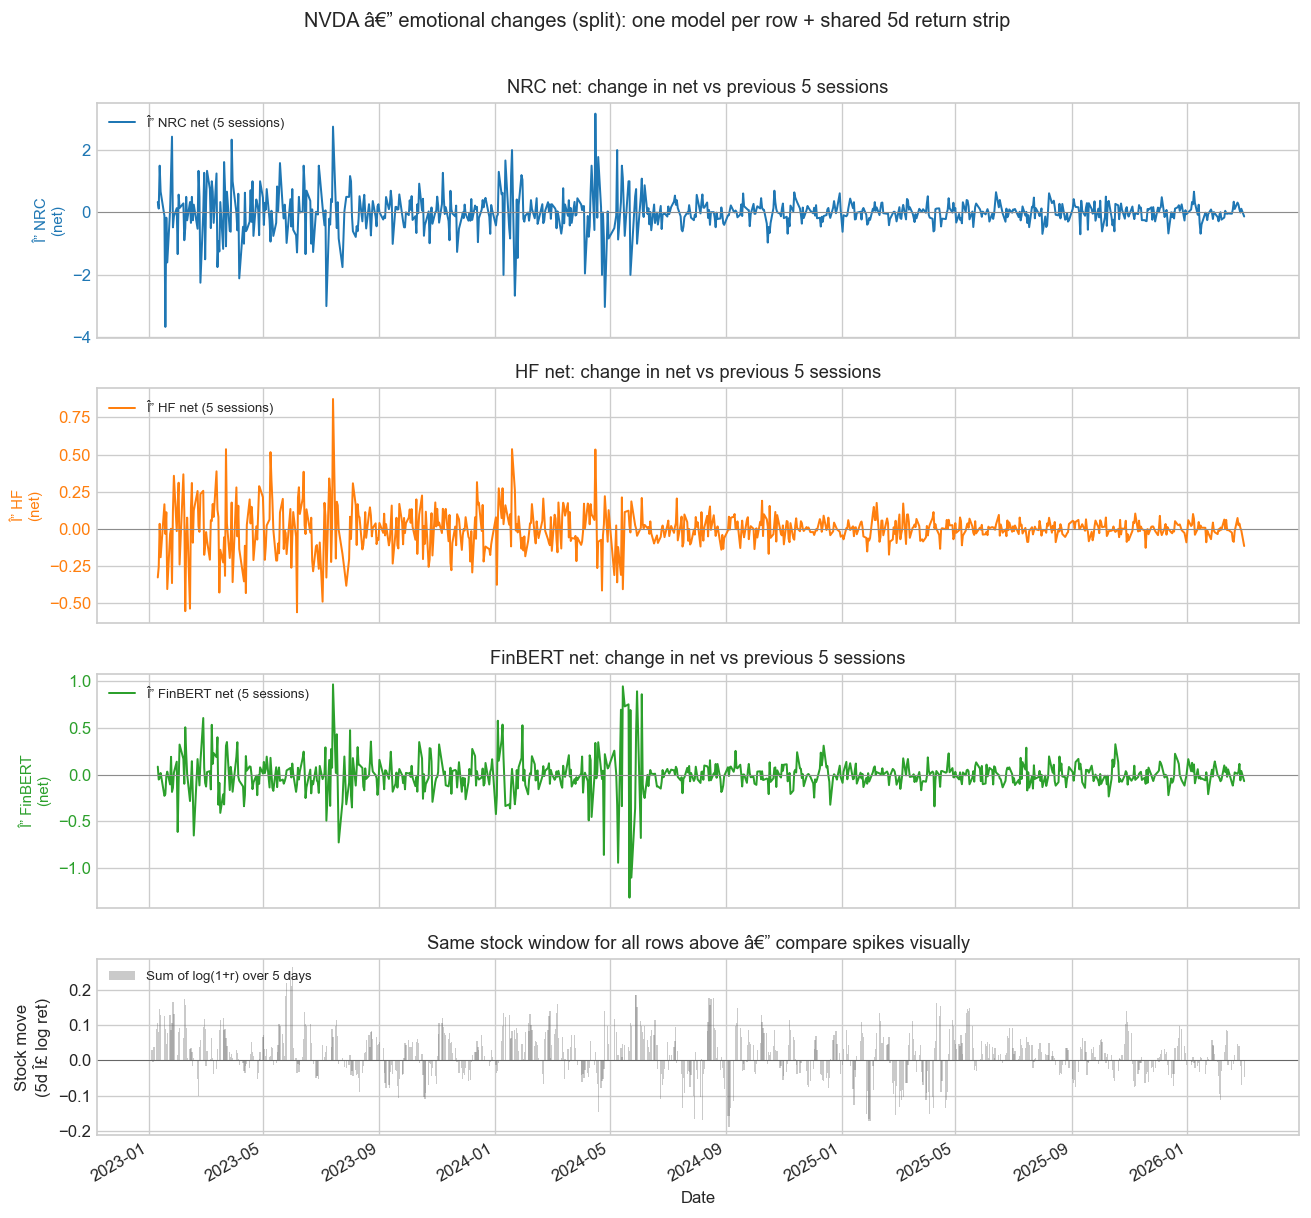 NVDA â€” emotional changes (split): one model per row + shared 5d return strip
NRC net: change in net vs previous 5 sessions
Î” NRC net (5 sessions)
Î” NRC
(net)
2
0
−2
−4
HF net: change in net vs previous 5 sessions
Î” HF net (5 sessions)
Î” HF
(net)
0.75
0.50
0.25
0.00
−0.25
−0.50
FinBERT net: change in net vs previous 5 sessions
Î” FinBERT net (5 sessions)
Î” FinBERT
(net)
1.0
0.5
0.0
−0.5
−1.0
Same stock window for all rows above â€” compare spikes visually
Sum of log(1+r) over 5 days
Stock move
(5d Î£ log ret)
0.2
0.1
0.0
−0.1
−0.2
2023-01
2023-05
2023-09
2024-01
2024-05
2024-09
2025-01
2025-05
2025-09
2026-01
Date